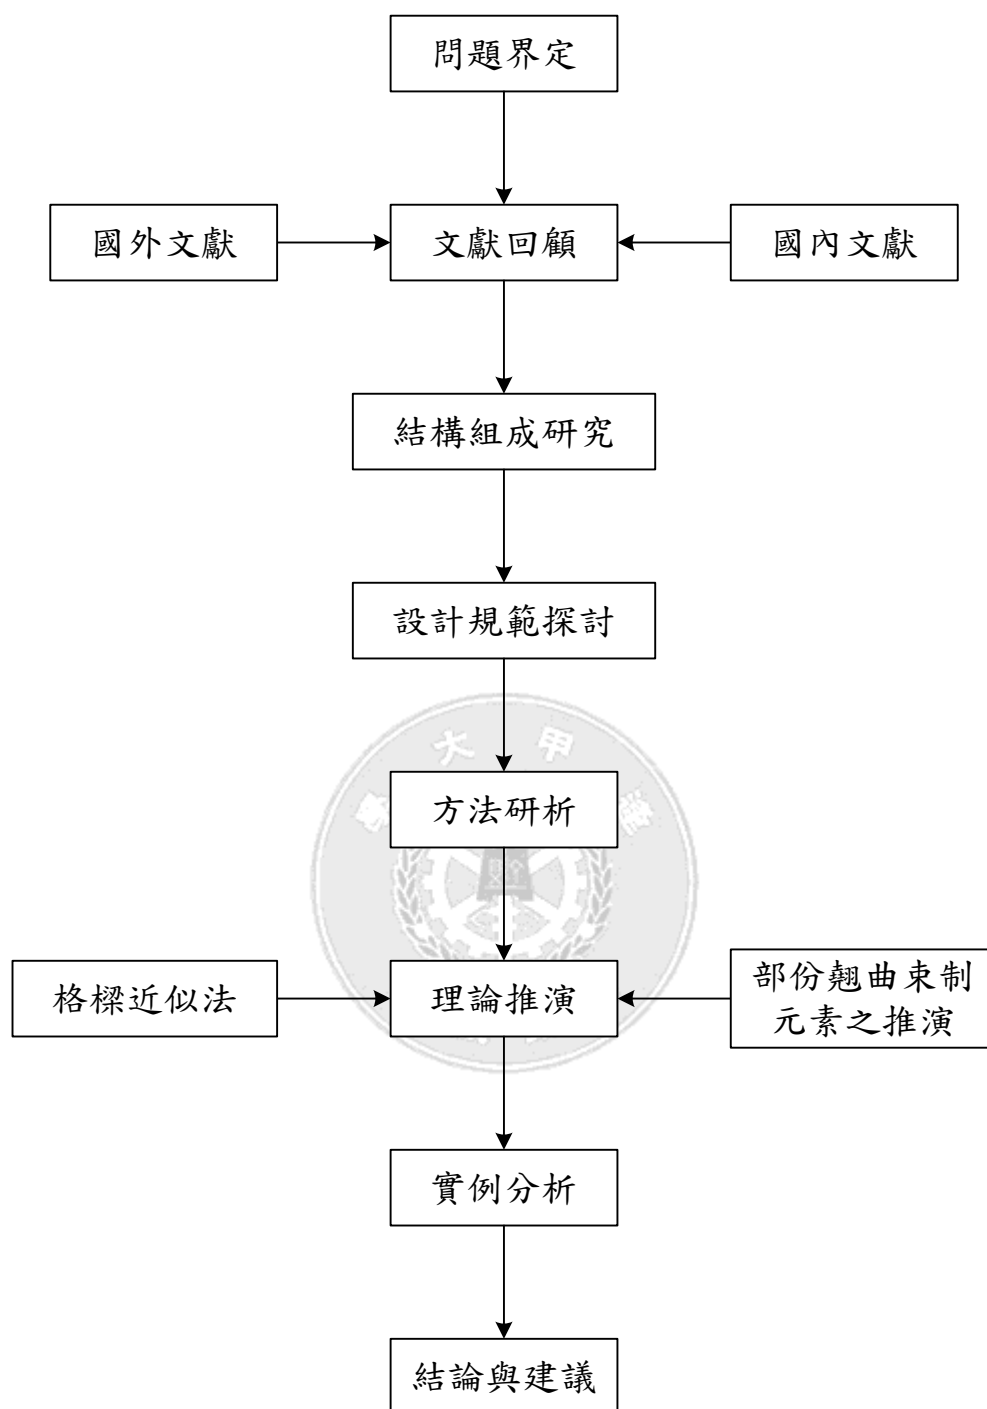 問題界定
國外文獻
文獻回顧
國內文獻
結構組成研究
設計規範探討
大 甲
逢
方法研析
格樑近似法
理論推演
部份翹曲束制
元素之推演
實例分析
結論與建議